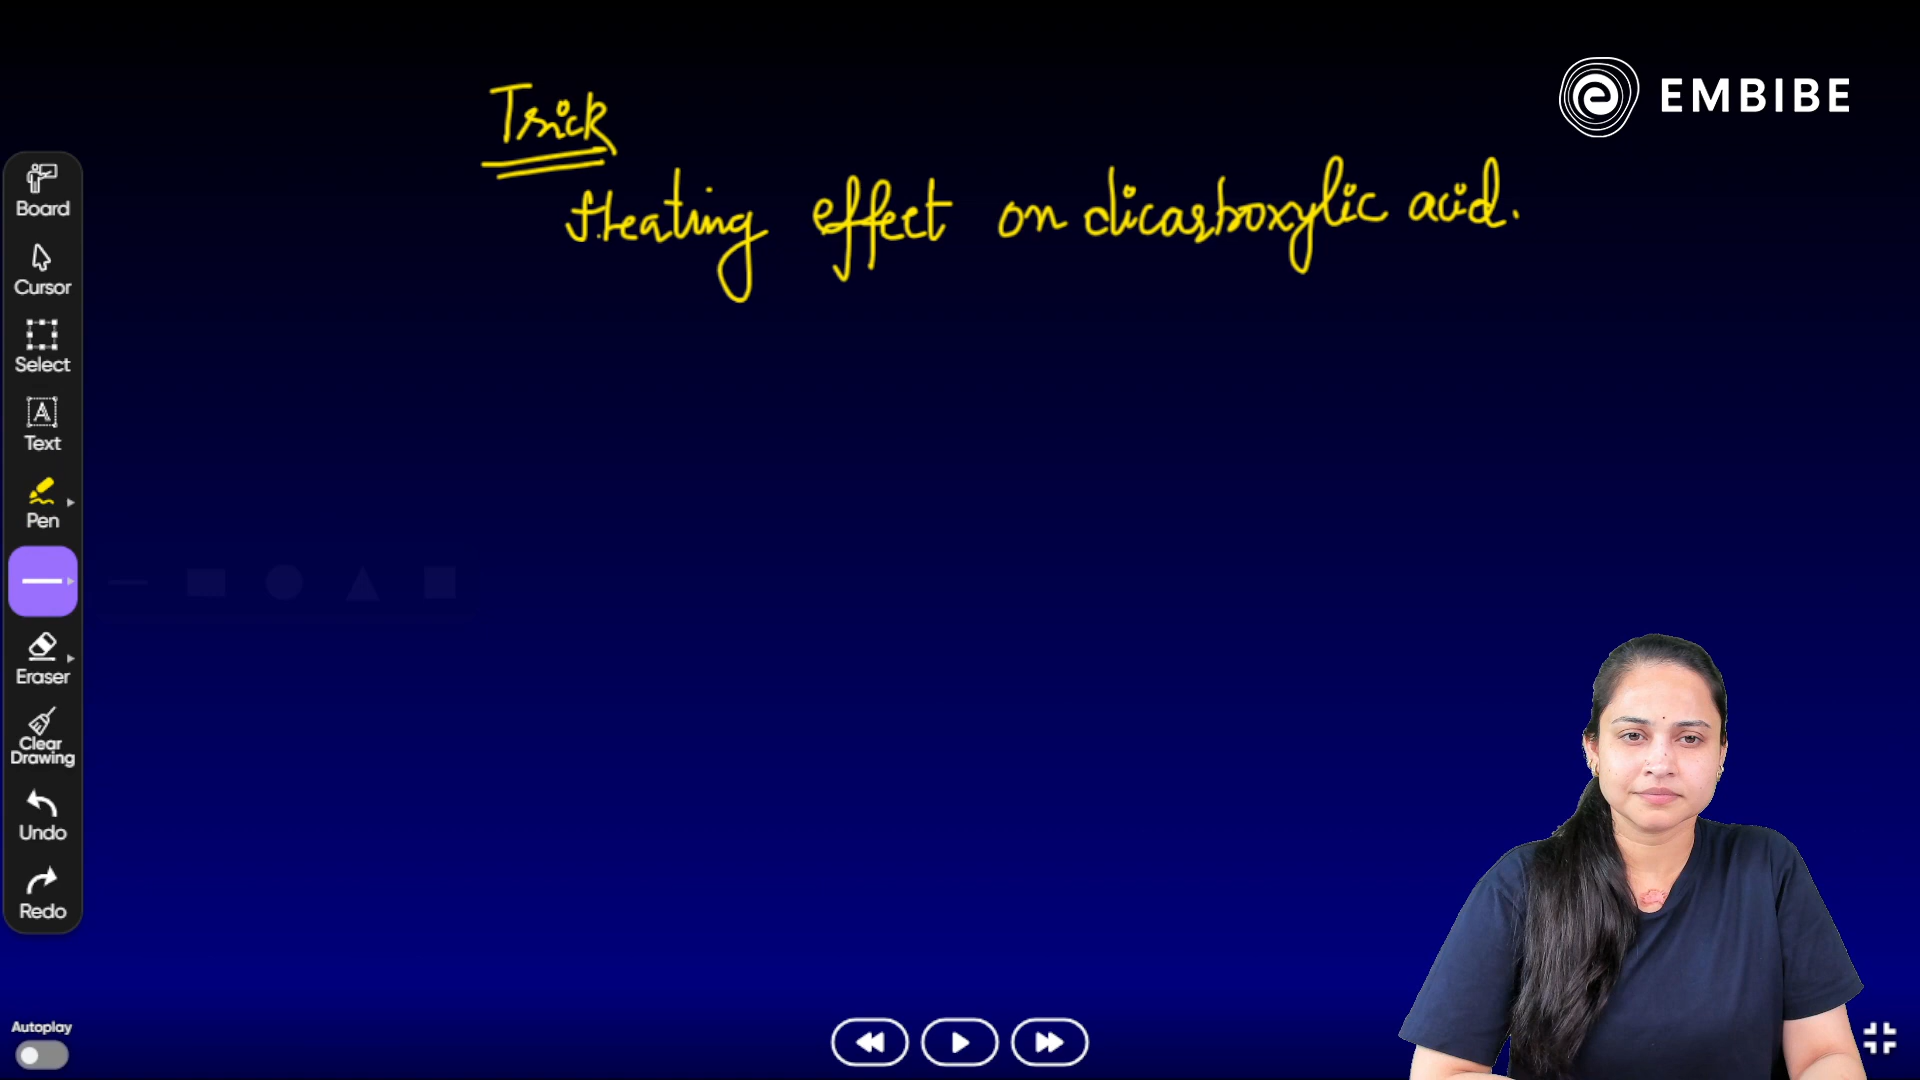 EMBIBE
Trick
Heating effect on dicarboxylic acid.
Board
Cursor
Select
Text
Pen
Eraser
Clear
Drawing
Undo
Redo
Autoplay